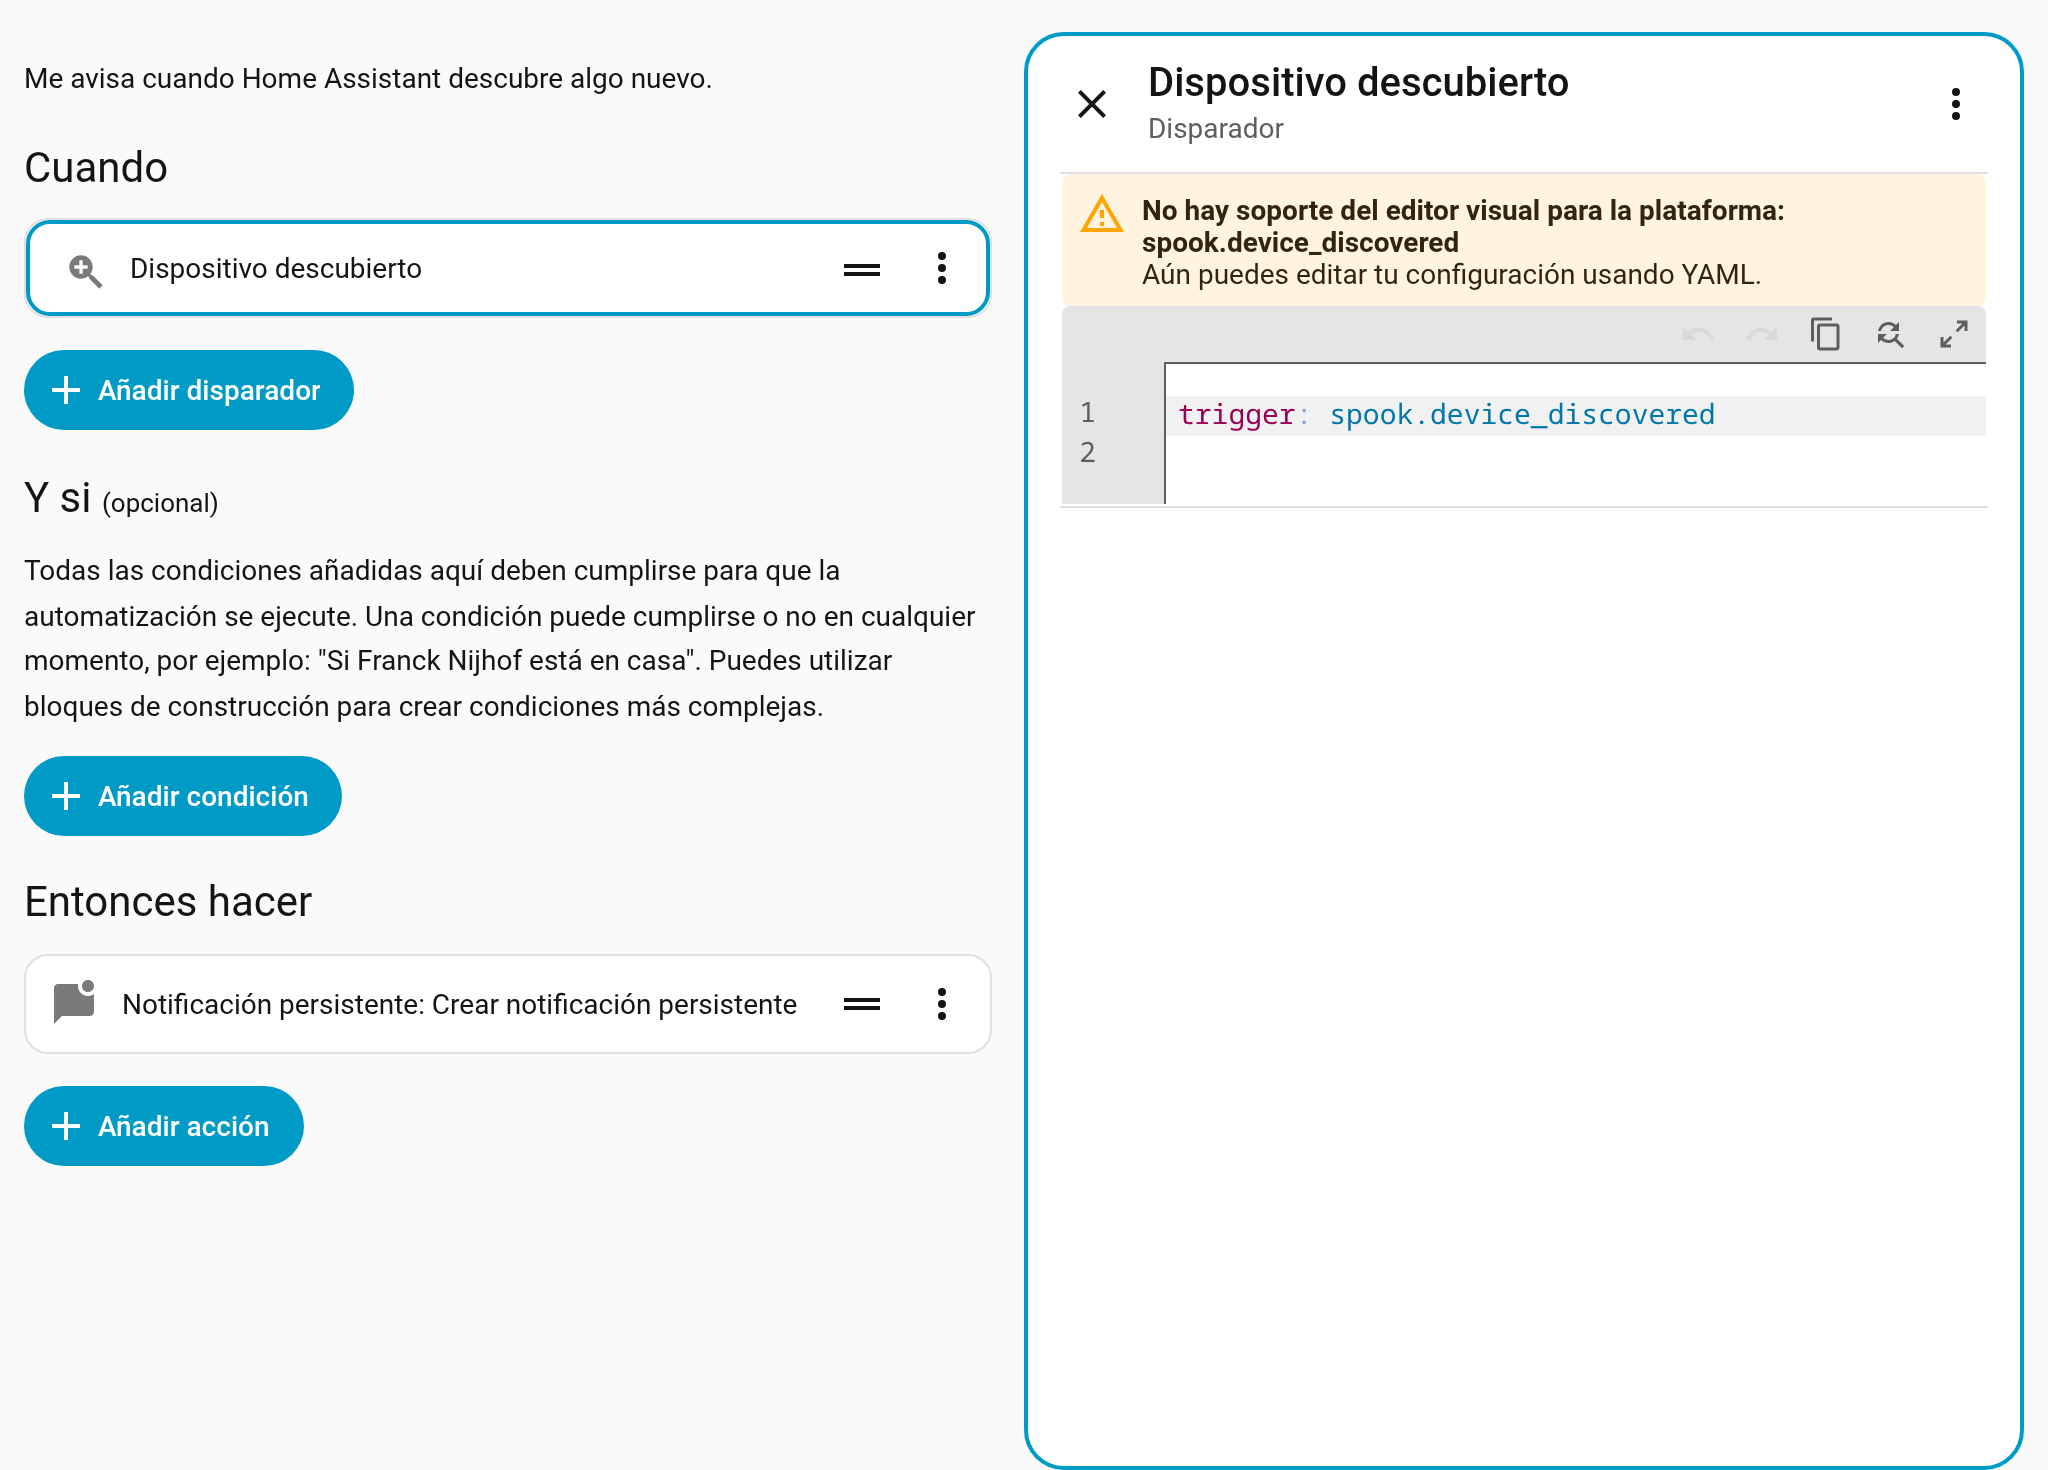 Me avisa cuando Home Assistant descubre algo nuevo.
Cuando
Dispositivo descubierto
Añadir disparador
Y si (opcional)
Todas las condiciones añadidas aquí deben cumplirse para que la
automatización se ejecute. Una condición puede cumplirse o no en cualquier
momento, por ejemplo: "Si Franck Nijhof está en casa". Puedes utilizar
bloques de construcción para crear condiciones más complejas.
Añadir condición
Entonces hacer
Notificación persistente: Crear notificación persistente
Añadir acción
Dispositivo descubierto
Disparador
No hay soporte del editor visual para la plataforma:
spook.device_discovered
Aún puedes editar tu configuración usando YAML.
1 trigger: spook.device_discovered
2